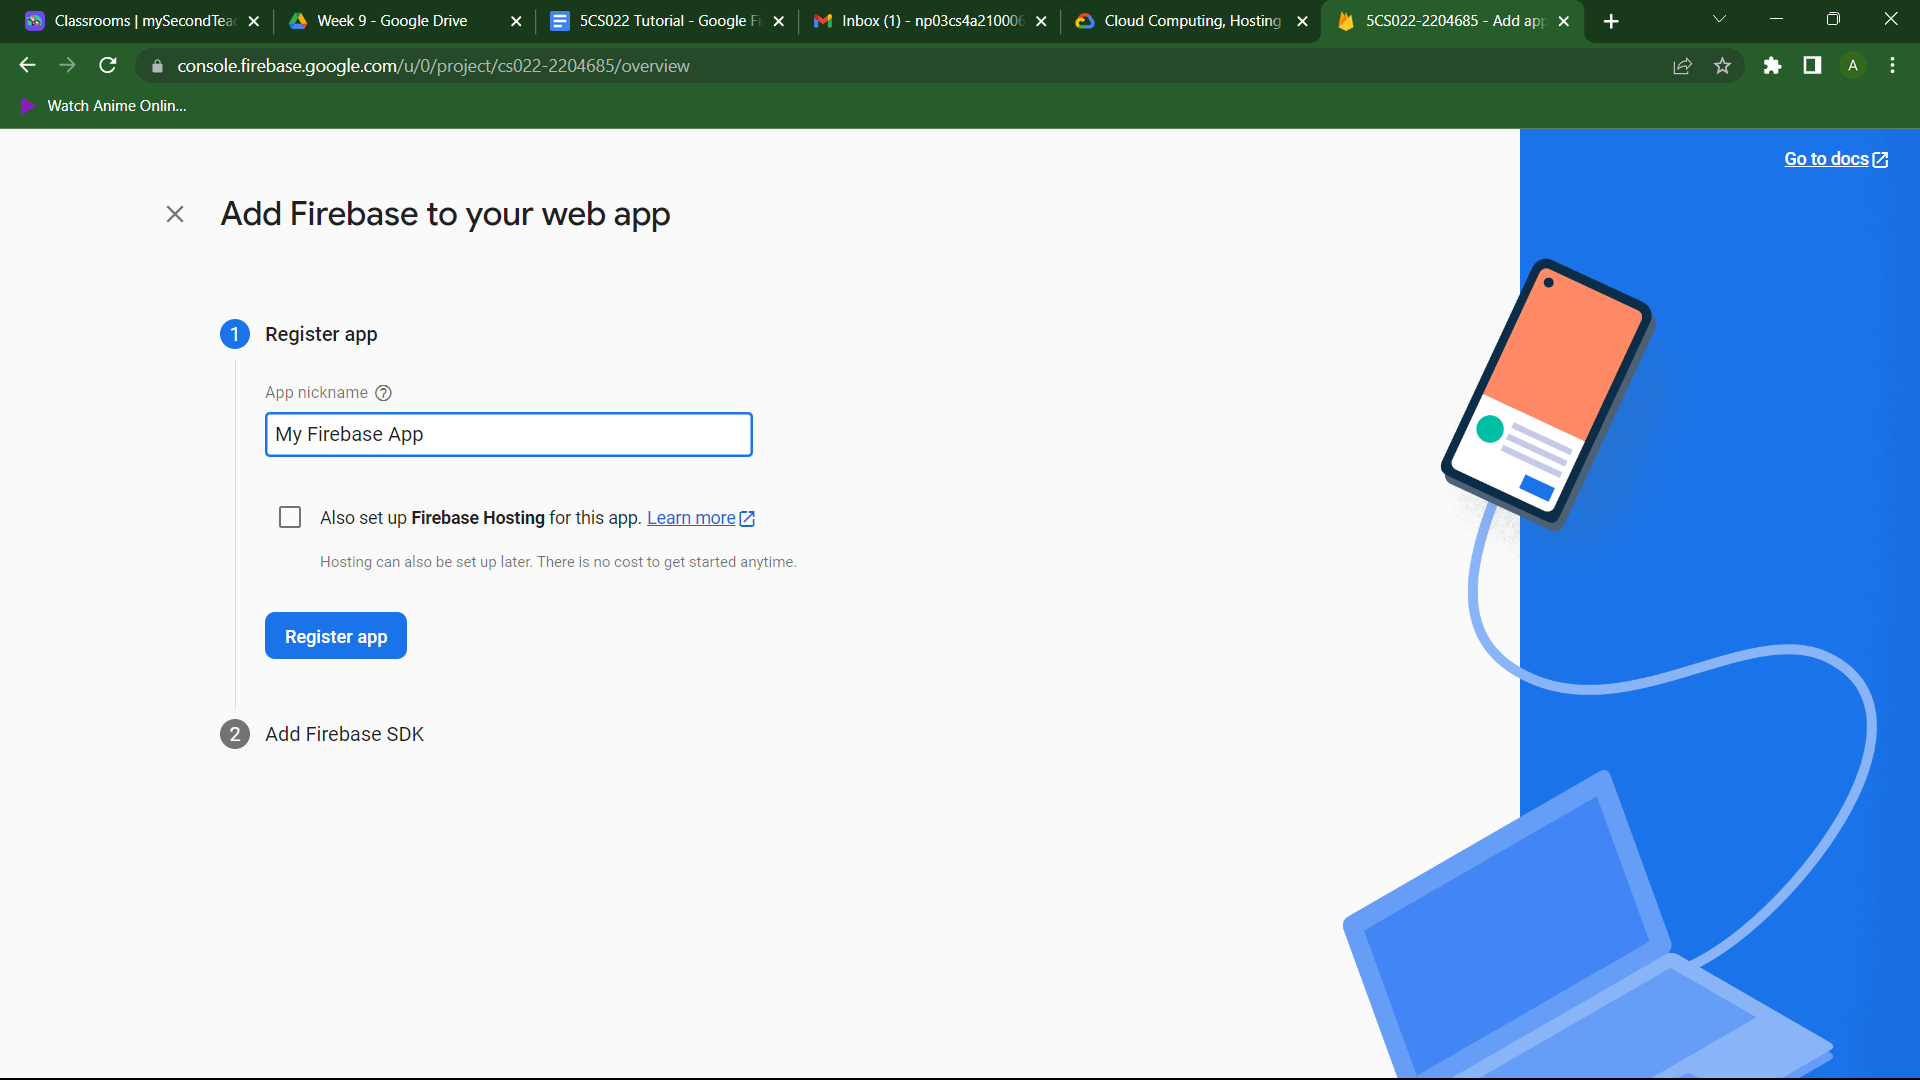 Classrooms | mySecondTea
Week 9 - Google Drive
5CS022 Tutorial - Google Fi
Inbox (1) - np03cs4a210006
Cloud Computing, Hosting
5CS022-2204685 - Add app
console.firebase.google.com/u/0/project/cs022-2204685/overview
A
Watch Anime Onlin...
Go to docs
Add Firebase to your web app
1 Register app
App nickname
My Firebase App
Also set up Firebase Hosting for this app. Learn more
Hosting can also be set up later. There is no cost to get started anytime.
Register app
2 Add Firebase SDK